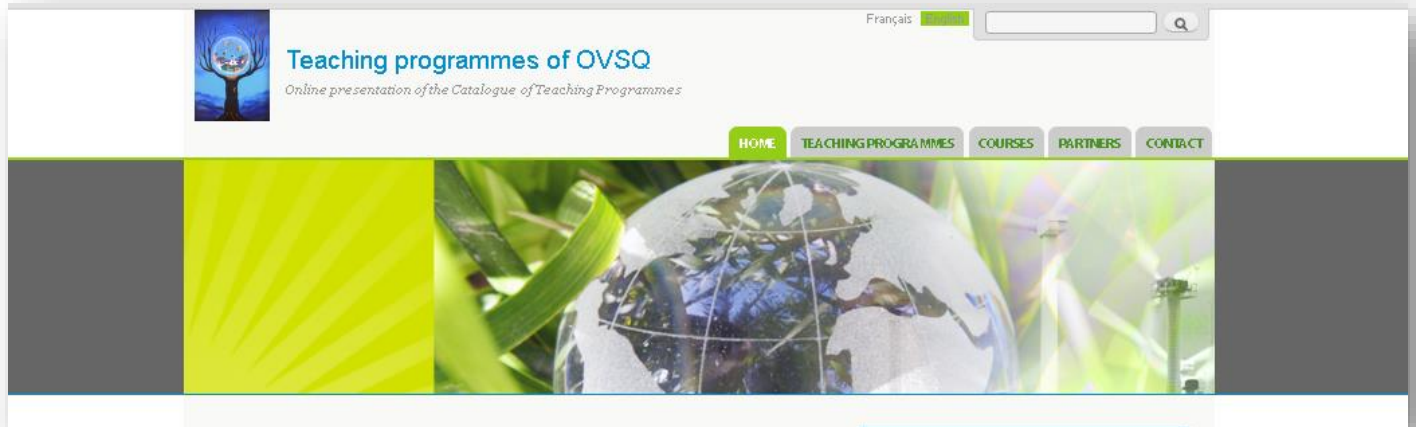 Français English
Teaching programmes of OVSQ
Online presentation of the Catalogue of Teaching Programmes
HOME TEACHING PROGRAMMES COURSES PARTNERS CONTACT